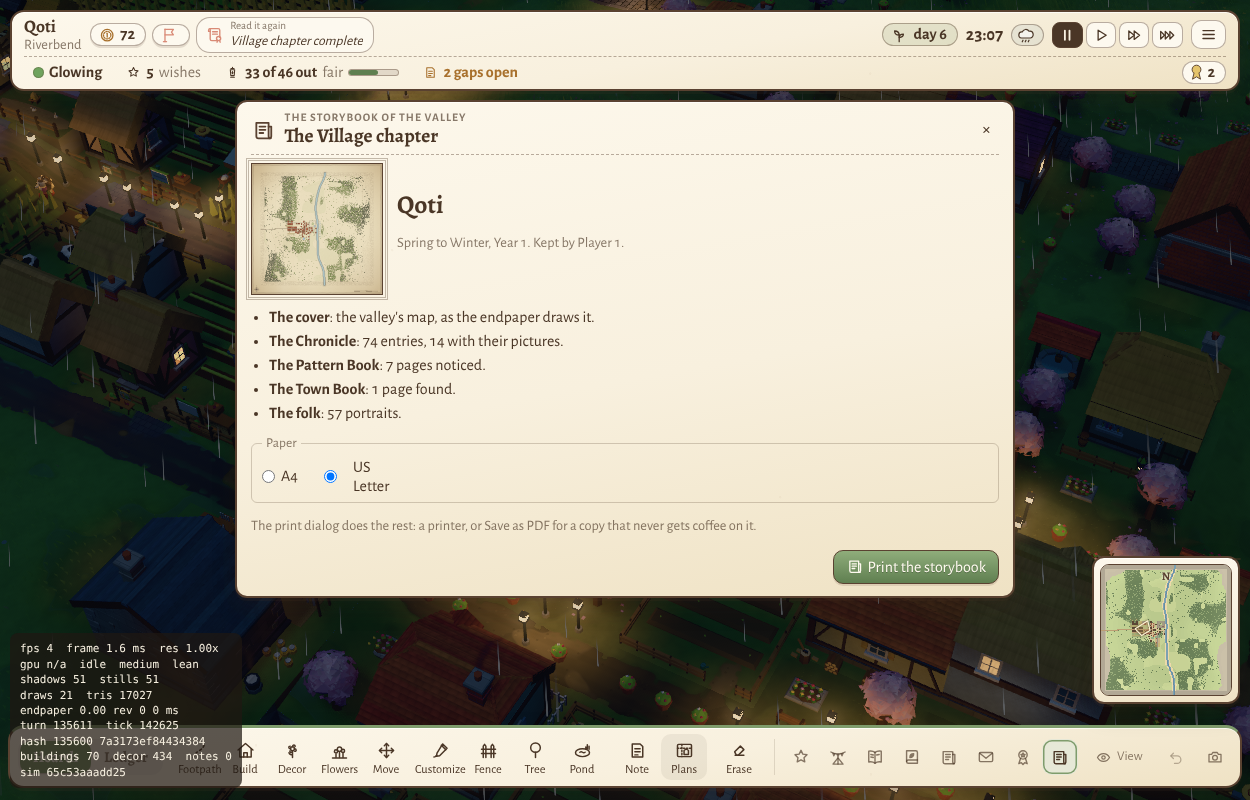 Qoti
Riverbend
72
Read it again
Village chapter complete
day 6
23:07
Glowing
5 wishes
33 of 46 out fair
2 gaps open
2
THE STORYBOOK OF THE VALLEY
The Village chapter
×
Qoti
Spring to Winter, Year 1. Kept by Player 1.
• The cover: the valley's map, as the endpaper draws it.
• The Chronicle: 74 entries, 14 with their pictures.
• The Pattern Book: 7 pages noticed.
• The Town Book: 1 page found.
• The folk: 57 portraits.
Paper
A4
US
Letter
The print dialog does the rest: a printer, or Save as PDF for a copy that never gets coffee on it.
Print the storybook
N
fps 4 frame 1.6 ms res 1.00x
gpu n/a idle medium lean
shadows 51 stills 51
draws 21 tris 17027
endpaper 0.00 rev 0 0 ms
turn 135611 tick 142625
hash 135600 7a3173ef84434384
buildings 70 decor 434 notes 0
sim 65c53aaadd25
Footpath
Build
Decor
Flowers
Move
Customize
Fence
Tree
Pond
Note
Plans
Erase
View